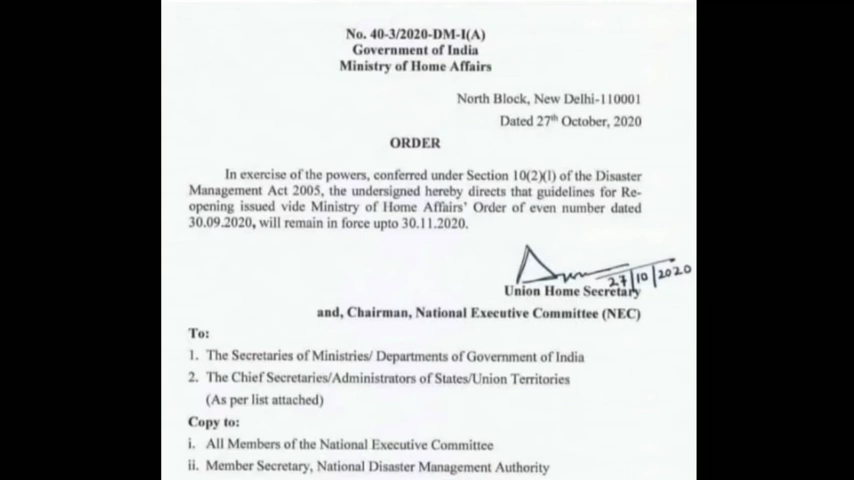 No. 40-3/2020-DM-I(A)
Government of India
Ministry of Home Affairs
North Block, New Delhi-110001
Dated 27th October, 2020
ORDER
In exercise of the powers, conferred under Section 10(2)(l) of the Disaster
Management Act 2005, the undersigned hereby directs that guidelines for Re-
opening issued vide Ministry of Home Affairs' Order of even number dated
30.09.2020, will remain in force upto 30.11.2020.
27/10/2020
Union Home Secretary
and, Chairman, National Executive Committee (NEC)
To:
1. The Secretaries of Ministries/ Departments of Government of India
2. The Chief Secretaries/Administrators of States/Union Territories
(As per list attached)
Copy to:
i. All Members of the National Executive Committee
ii. Member Secretary, National Disaster Management Authority